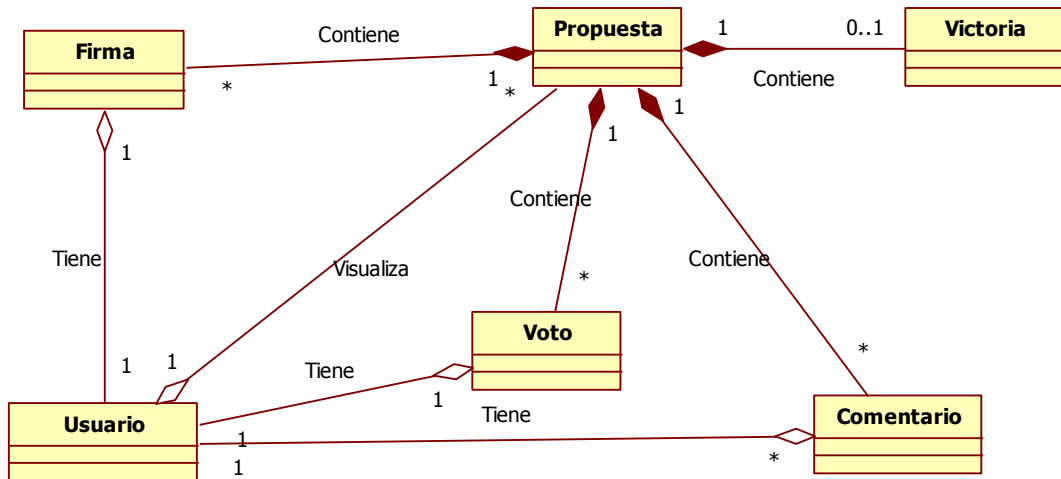 Contiene
Propuesta
1
0..1
Victoria
Firma
*
1
*
Contiene
1
1
1
Contiene
Tiene
Visualiza
Contiene
*
Voto
1
1
Tiene
1
*
Usuario
Tiene
Comentario
1
1
*